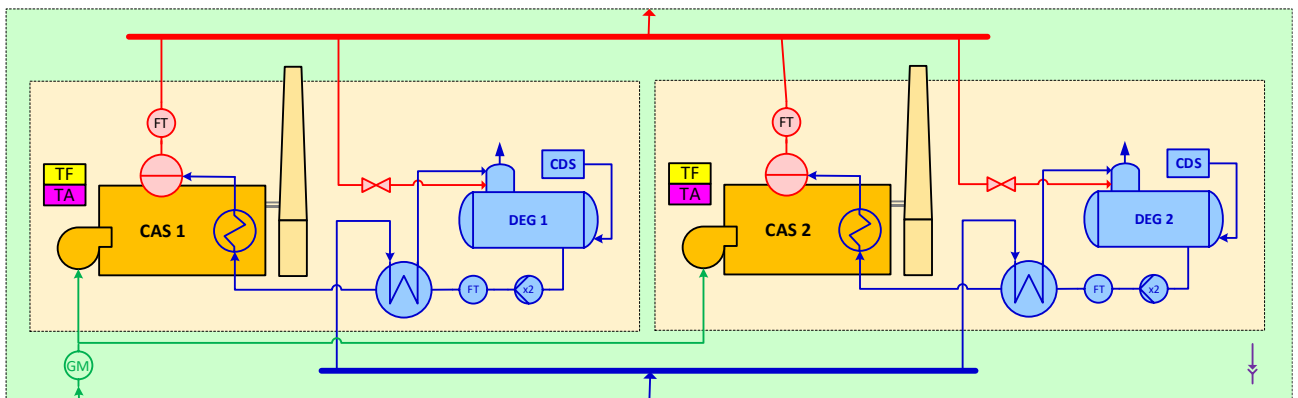 FT
FT
TF
TA
CDS
TF
TA
CDS
CAS 1
DEG 1
CAS 2
DEG 2
FT
x2
FT
x2
GM